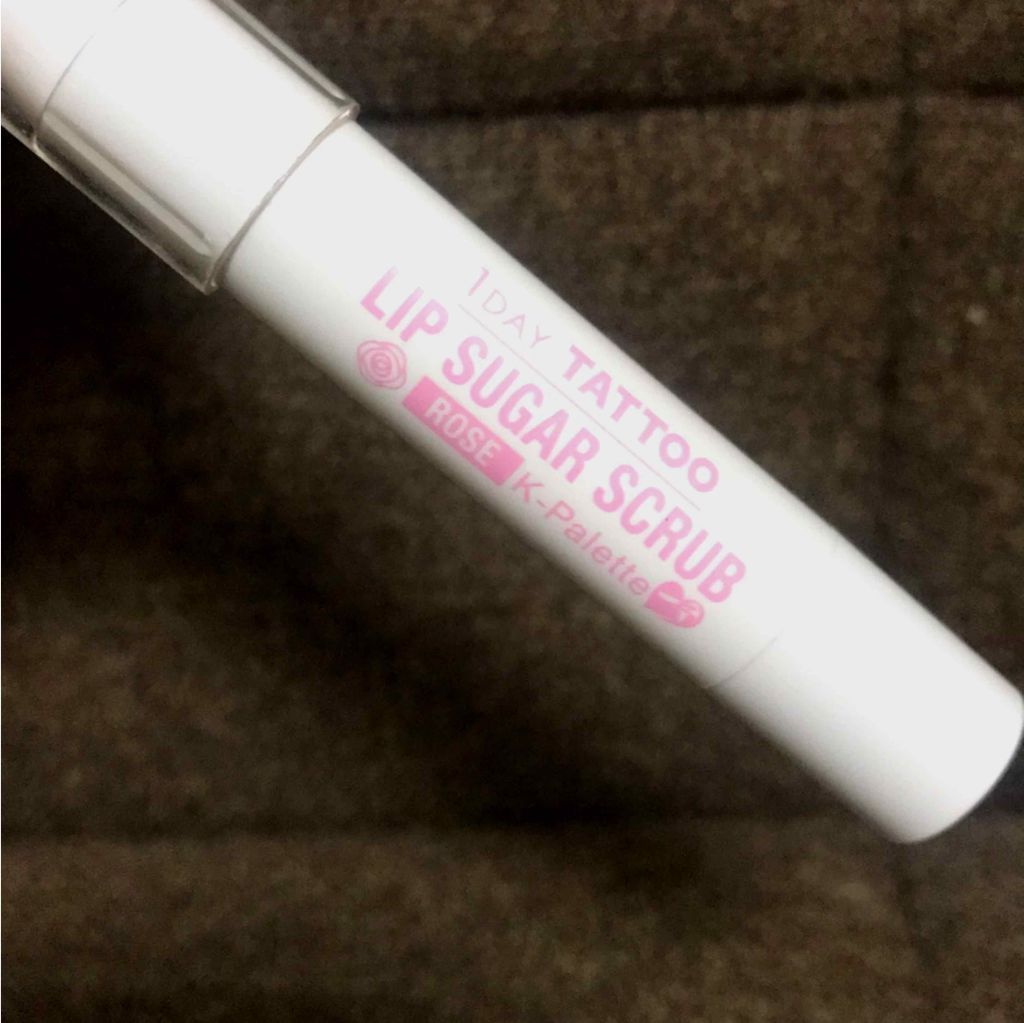 1DAY TATTOO
LIP SUGAR SCRUB
ROSE K-Palette